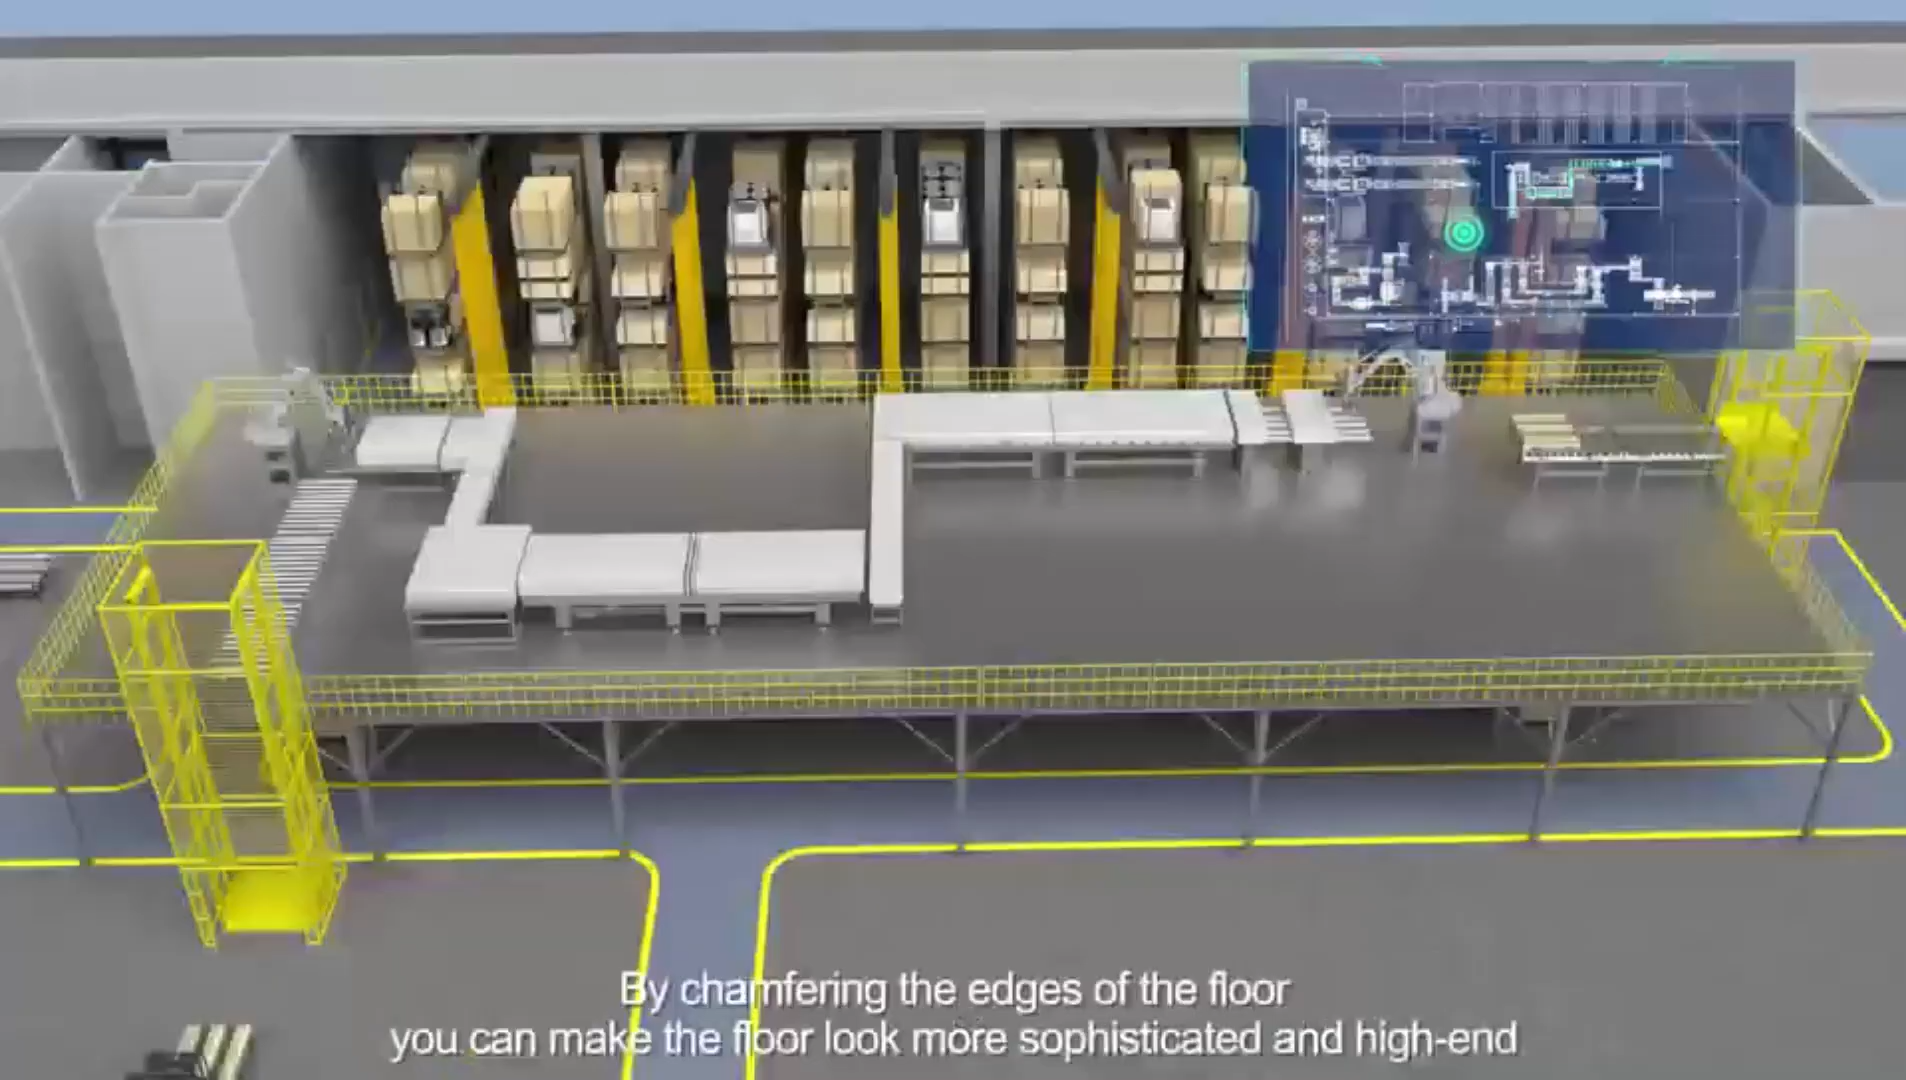 By chamfering the edges of the floor
you can make the floor look more sophisticated and high-end